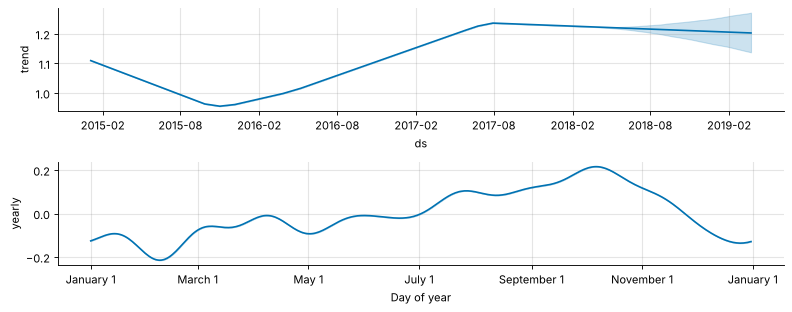 trend
1.2
1.1
1.0
2015-02 2015-08 2016-02 2016-08 2017-02 2017-08 2018-02 2018-08 2019-02
ds
yearly
0.2
0.0
−0.2
January 1 March 1 May 1 July 1 September 1 November 1 January 1
Day of year